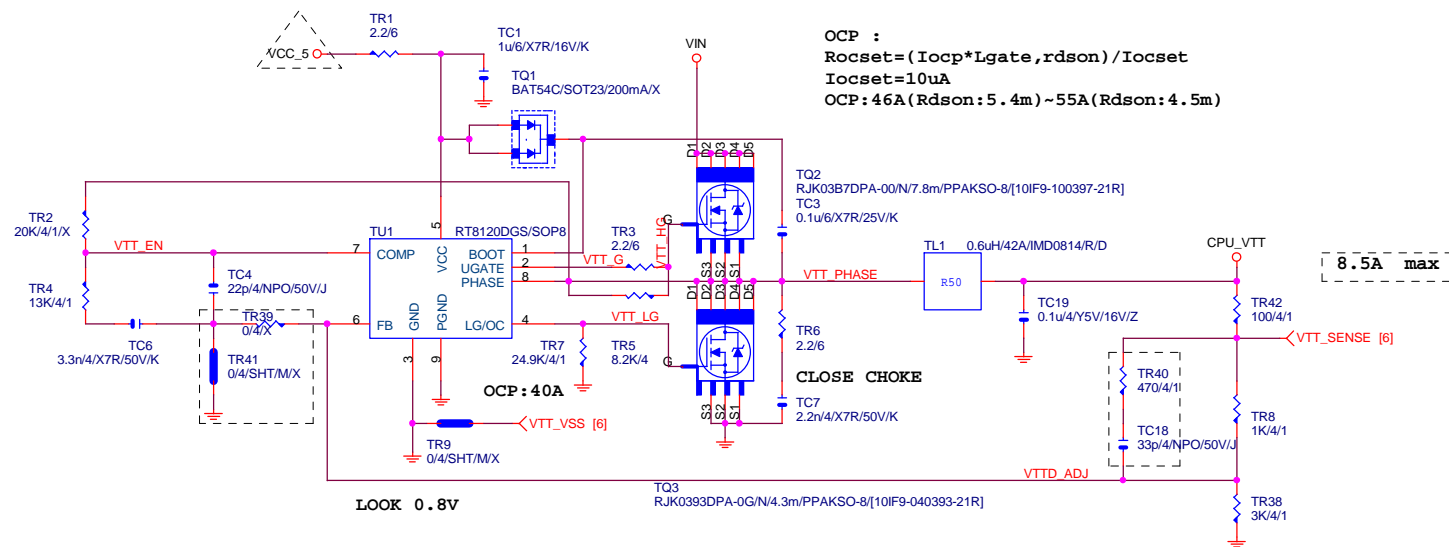 TR1
2.2/6
VCC_5
TC1
1u/6/X7R/16V/K
TQ1
BAT54C/SOT23/200mA/X
VIN
OCP :
Rocset=(Iocp*Lgate,rdson)/Iocset
Iocset=10uA
OCP:46A(Rdson:5.4m)~55A(Rdson:4.5m)
D1
D2
D3
D4
D5
G
S3
S2
S1
TQ2
RJK03B7DPA-00/N/7.8m/PPAKSO-8/[10IF9-100397-21R]
TC3
0.1u/6/X7R/25V/K
TR2
20K/4/1/X
VTT_EN
TR4
13K/4/1
TC4
22p/4/NPO/50V/J
TC6
3.3n/4/X7R/50V/K
TR39
0/4/X
TR41
0/4/SHT/M/X
TU1
RT8120DGS/SOP8
5
VCC
7
COMP
6
FB
3
GND
9
PGND
BOOT
1
UGATE
2
PHASE
8
LG/OC
4
TR3
2.2/6
VTT_G
VTT_HG
VTT_LG
TR7
24.9K/4/1
TR5
8.2K/4
OCP:40A
VTT_VSS [6]
TR9
0/4/SHT/M/X
D1
D2
D3
D4
D5
G
S3
S2
S1
VTT_PHASE
TR6
2.2/6
CLOSE CHOKE
TC7
2.2n/4/X7R/50V/K
TL1
0.6uH/42A/IMD0814/R/D
R50
CPU_VTT
8.5A max
TC19
0.1u/4/Y5V/16V/Z
TR42
100/4/1
VTT_SENSE [6]
TR40
470/4/1
TC18
33p/4/NPO/50V/J
TR8
1K/4/1
VTTD_ADJ
TR38
3K/4/1
TQ3
RJK0393DPA-0G/N/4.3m/PPAKSO-8/[10IF9-040393-21R]
LOOK 0.8V